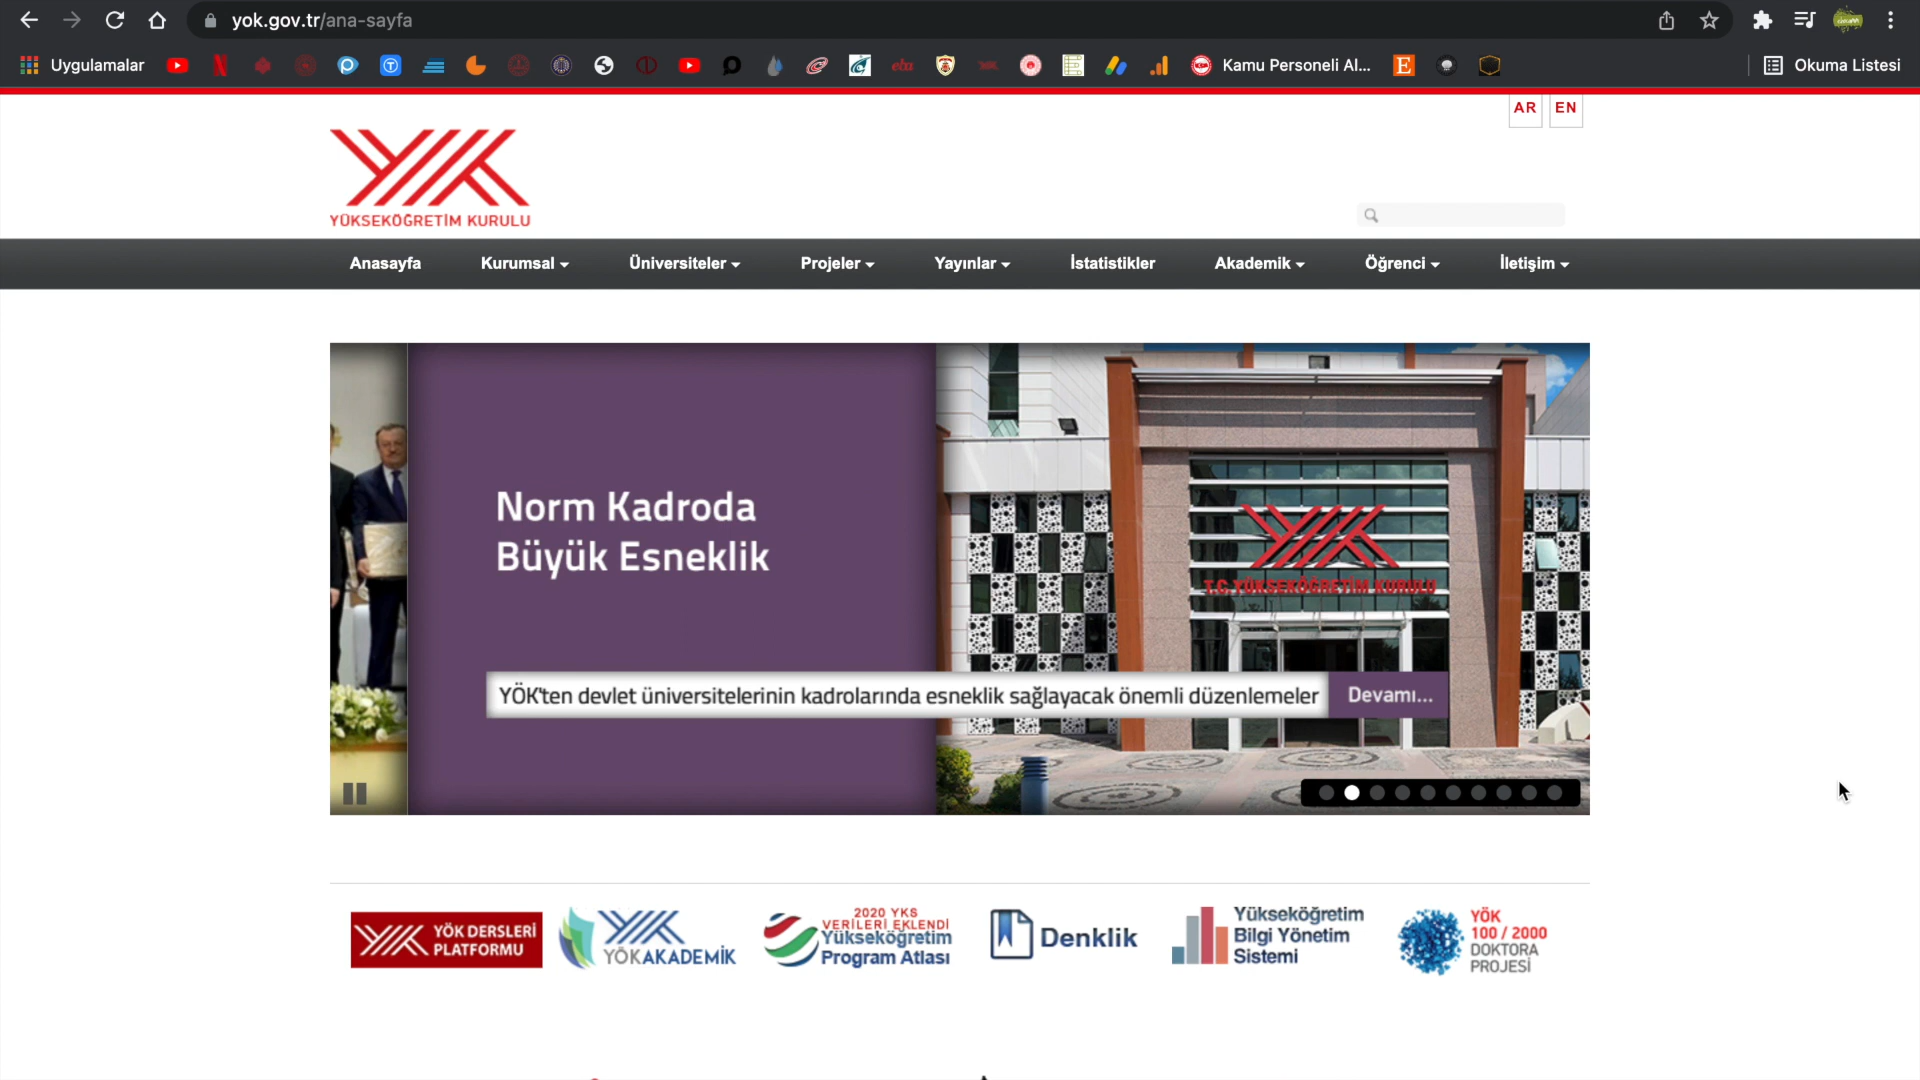 yok.gov.tr/ana-sayfa
Uygulamalar
Kamu Personeli Al...
Okuma Listesi
AR EN
YÜKSEKÖĞRETİM KURULU
Anasayfa Kurumsal Üniversiteler Projeler Yayınlar İstatistikler Akademik Öğrenci İletişim
Norm Kadroda
Büyük Esneklik
T.C. YÜKSEKÖĞRETİM KURULU
YÖK'ten devlet üniversitelerinin kadrolarında esneklik sağlayacak önemli düzenlemeler
Devamı...
YÖK DERSLERİ
PLATFORMU
YÖKAKADEMİK
2020 YKS
VERİLERİ EKLENDİ
Yükseköğretim
Program Atlası
Denklik
Yükseköğretim
Bilgi Yönetim
Sistemi
YÖK
100 / 2000
DOKTORA
PROJESİ